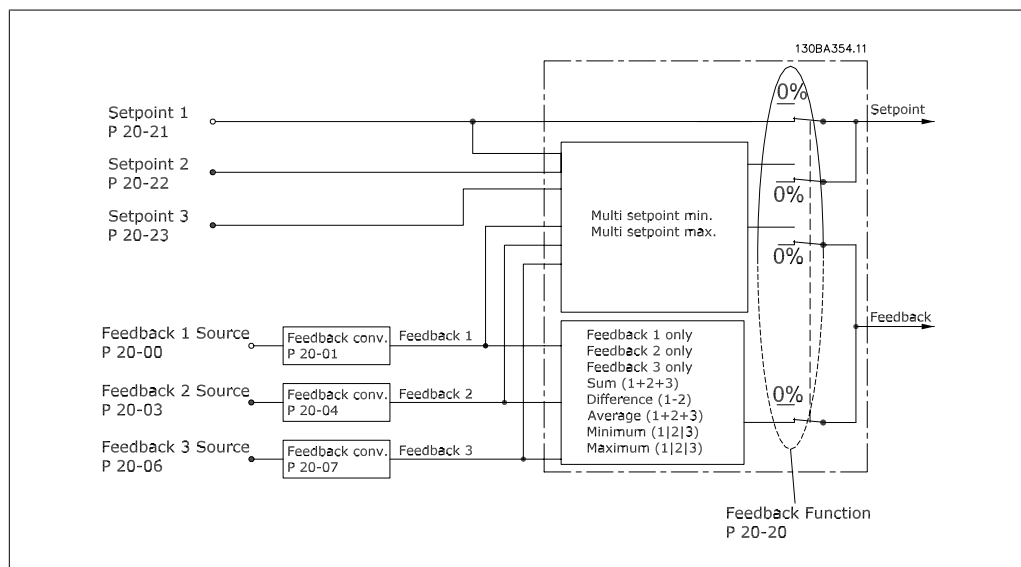 130BA354.11
0%
Setpoint 1
P 20-21
Setpoint
Setpoint 2
P 20-22
0%
Setpoint 3
P 20-23
Multi setpoint min.
Multi setpoint max.
0%
Feedback
Feedback 1 Source
P 20-00
Feedback conv.
P 20-01
Feedback 1
Feedback 2 Source
P 20-03
Feedback conv.
P 20-04
Feedback 2
Feedback 3 Source
P 20-06
Feedback conv.
P 20-07
Feedback 3
Feedback 1 only
Feedback 2 only
Feedback 3 only
Sum (1+2+3)
Difference (1-2)
Average (1+2+3)
Minimum (1|2|3)
Maximum (1|2|3)
0%
Feedback Function
P 20-20